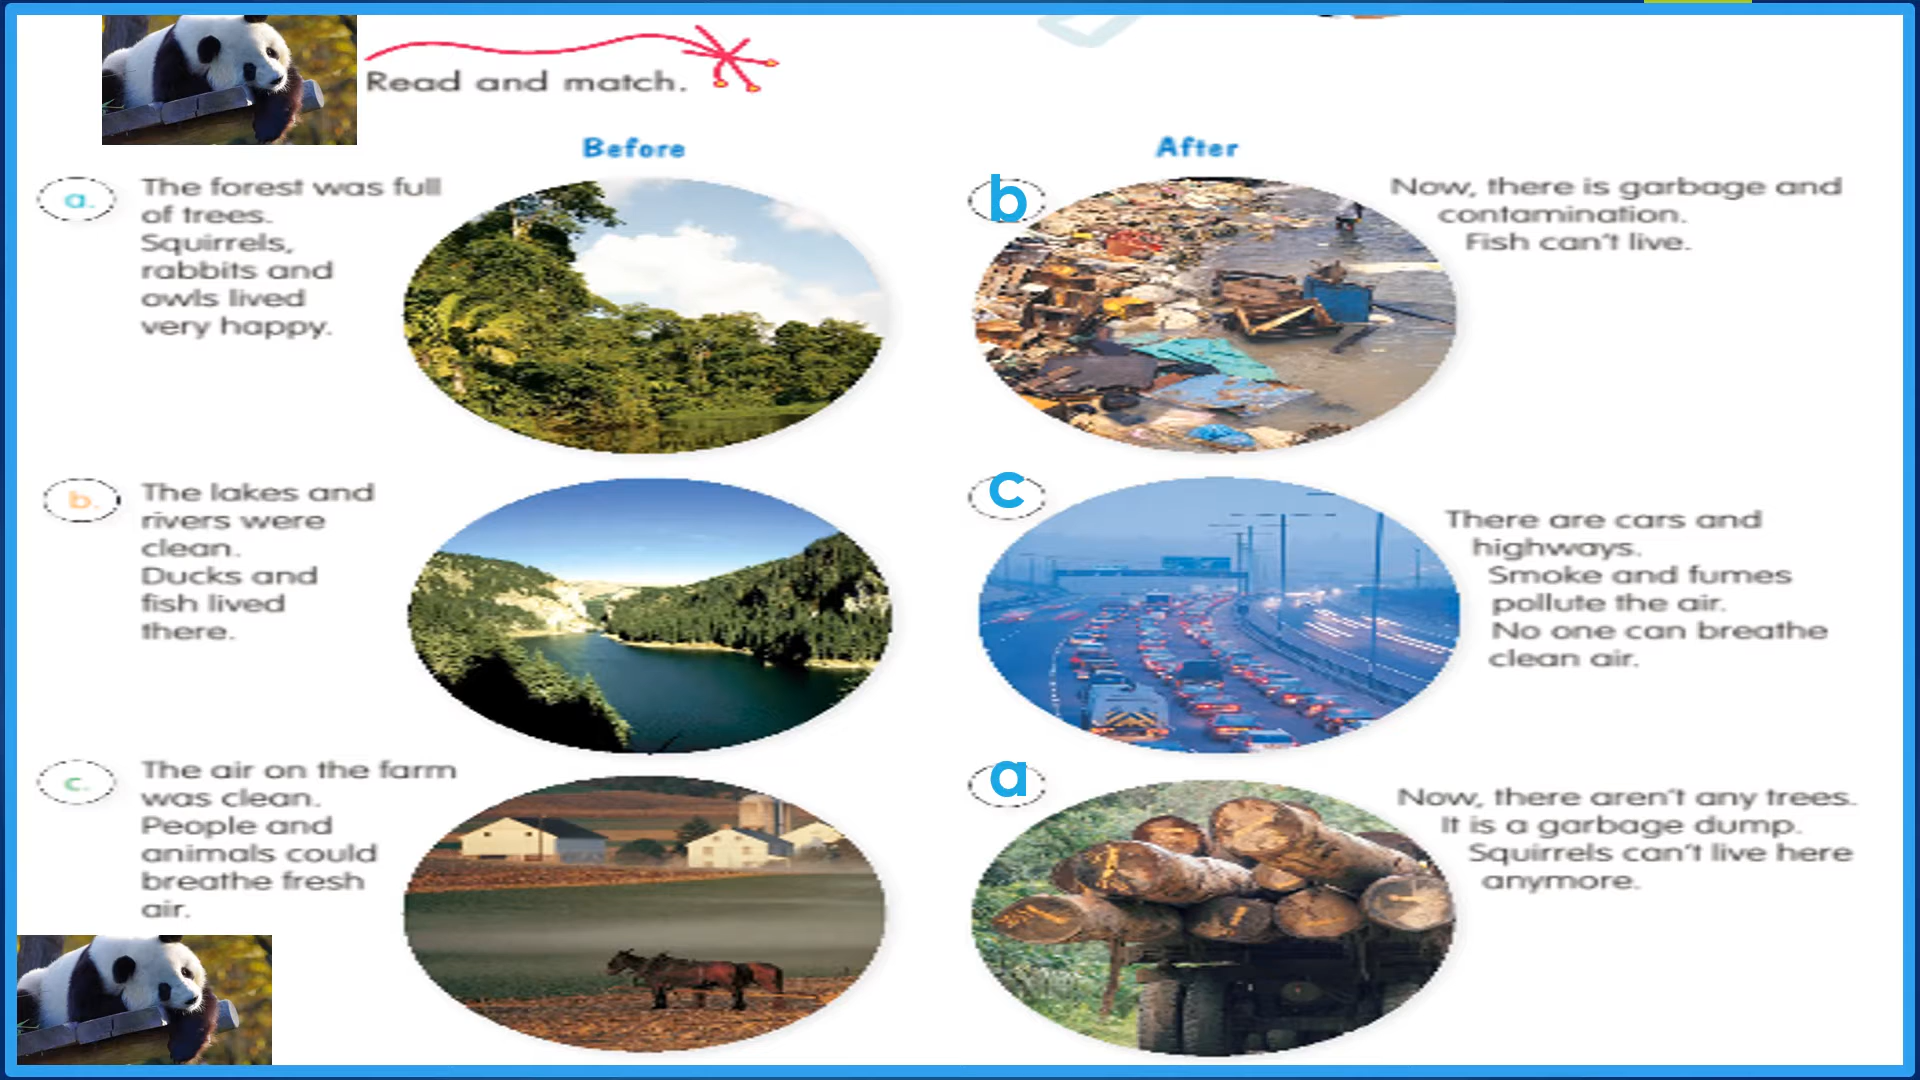 Read and match.
Before
After
a.
The forest was full
of trees.
Squirrels,
rabbits and
owls lived
very happy.
b
Now, there is garbage and
contamination.
Fish can't live.
b.
The lakes and
rivers were
clean.
Ducks and
fish lived
there.
c
There are cars and
highways.
Smoke and fumes
pollute the air.
No one can breathe
clean air.
c.
The air on the farm
was clean.
People and
animals could
breathe fresh
air.
a
Now, there aren't any trees.
It is a garbage dump.
Squirrels can't live here
anymore.